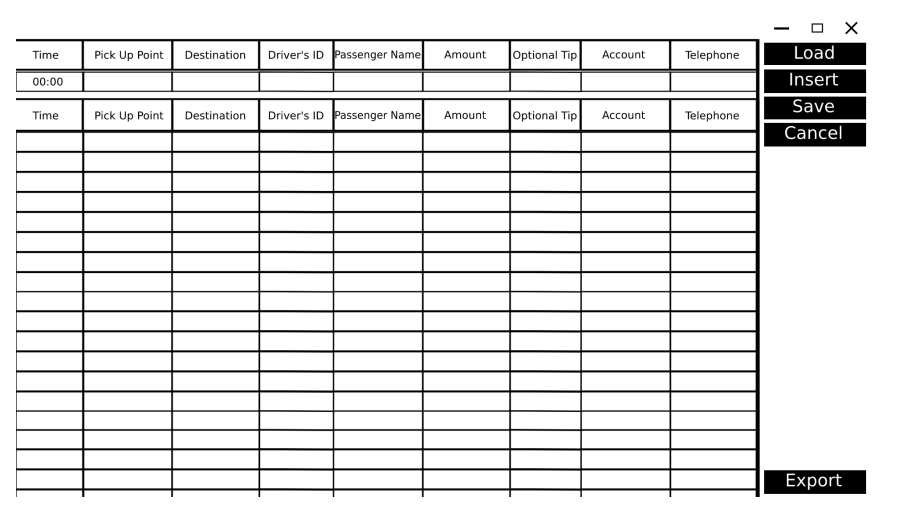 Time Pick Up Point Destination Driver's ID Passenger Name Amount Optional Tip Account Telephone
00:00
Time Pick Up Point Destination Driver's ID Passenger Name Amount Optional Tip Account Telephone
Load
Insert
Save
Cancel
Export